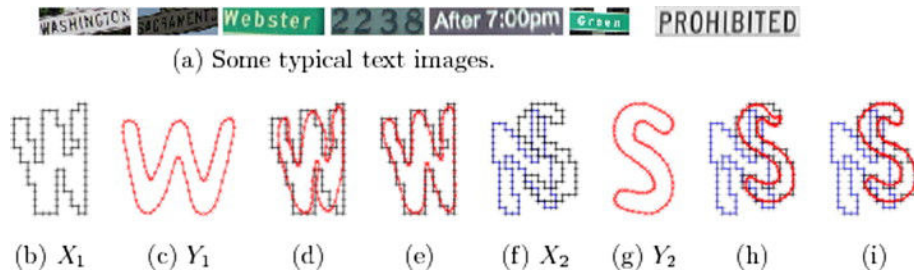 WASHINGTON SACRAMENTO Webster 2238 After 7:00pm Green PROHIBITED
(a) Some typical text images.
(b) X₁ (c) Y₁ (d) (e) (f) X₂ (g) Y₂ (h) (i)